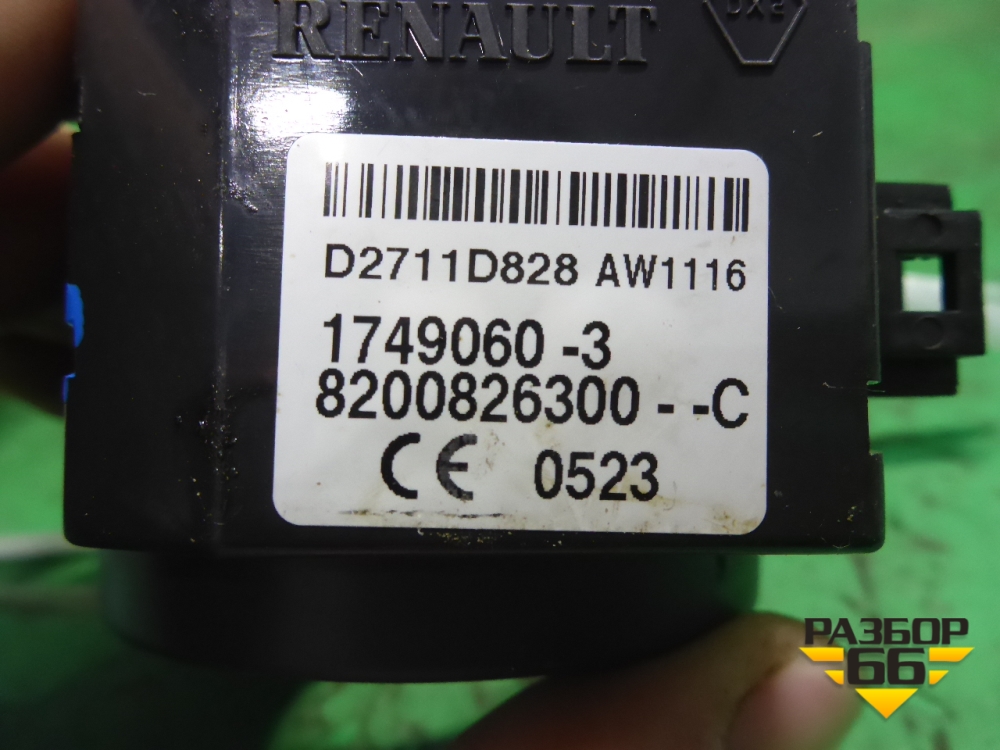 RENAULT
D2711D828 AW1116
1749060 -3
8200826300 - -C
CE 0523
РАЗБОР
66